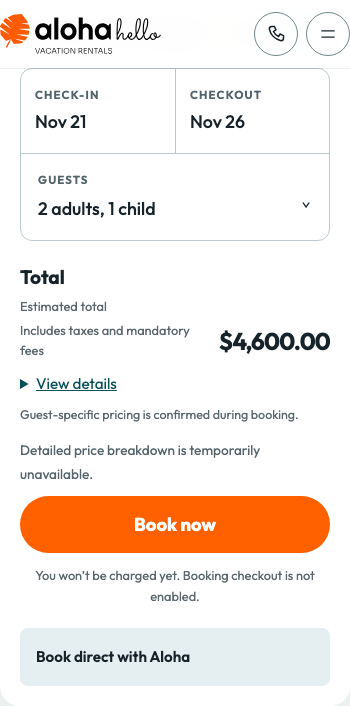 aloha hello
VACATION RENTALS
CHECK-IN
Nov 21
CHECKOUT
Nov 26
GUESTS
2 adults, 1 child
Total
Estimated total
Includes taxes and mandatory
fees
$4,600.00
View details
Guest-specific pricing is confirmed during booking.
Detailed price breakdown is temporarily
unavailable.
Book now
You won't be charged yet. Booking checkout is not
enabled.
Book direct with Aloha